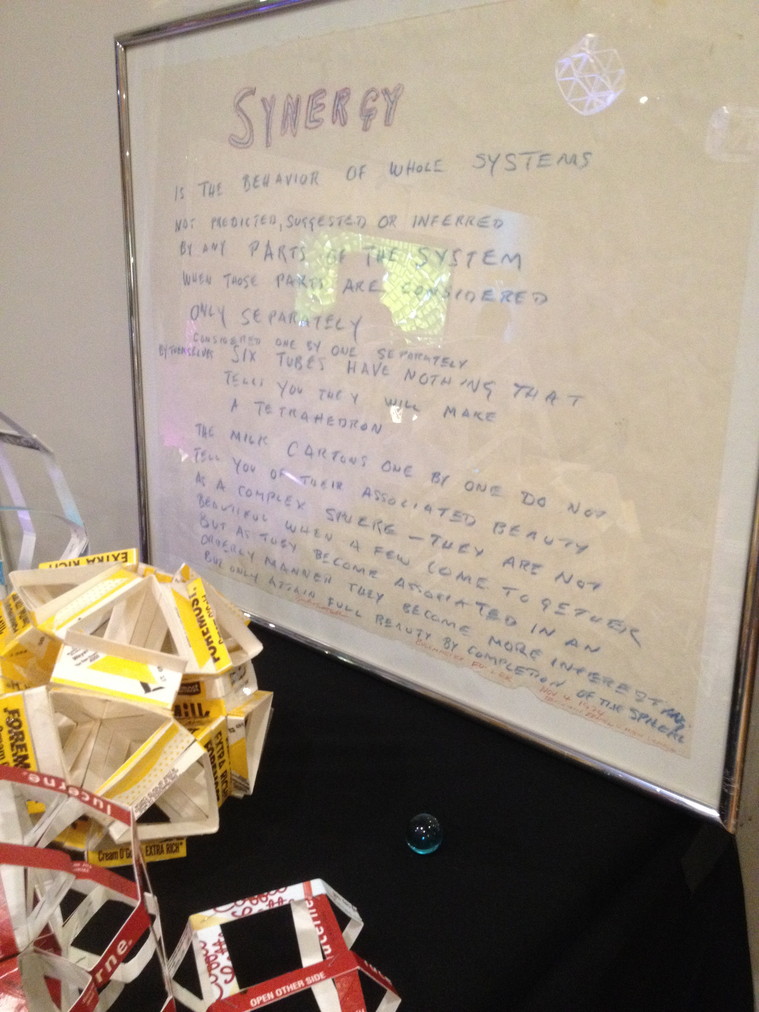 SYNERGY
IS THE BEHAVIOR OF WHOLE SYSTEMS
NOT PREDICTED, SUGGESTED OR INFERRED
BY ANY PARTS OF THE SYSTEM
WHEN THOSE PARTS ARE CONSIDERED
ONLY SEPARATELY
CONSIDERED ONE BY ONE SEPARATELY
BY THEMSELVES SIX TUBES HAVE NOTHING THAT
TELLS YOU THEY WILL MAKE
A TETRAHEDRON
THE MILK CARTONS ONE BY ONE DO NOT
TELL YOU OF THEIR ASSOCIATED BEAUTY
AS A COMPLEX SPHERE — THEY ARE NOT
BEAUTIFUL WHEN A FEW COME TOGETHER
BUT AS THEY BECOME ASSOCIATED IN AN
ORDERLY MANNER THEY BECOME MORE INTERESTING
BUT ONLY ATTAIN FULL BEAUTY BY COMPLETION OF THE SPHERE
EXTRA RICH
FOREMOST
FOREM
EXTRA RICH
Cream O'
EXTRA RICH
lucerne.
rne.
OPEN OTHER SIDE